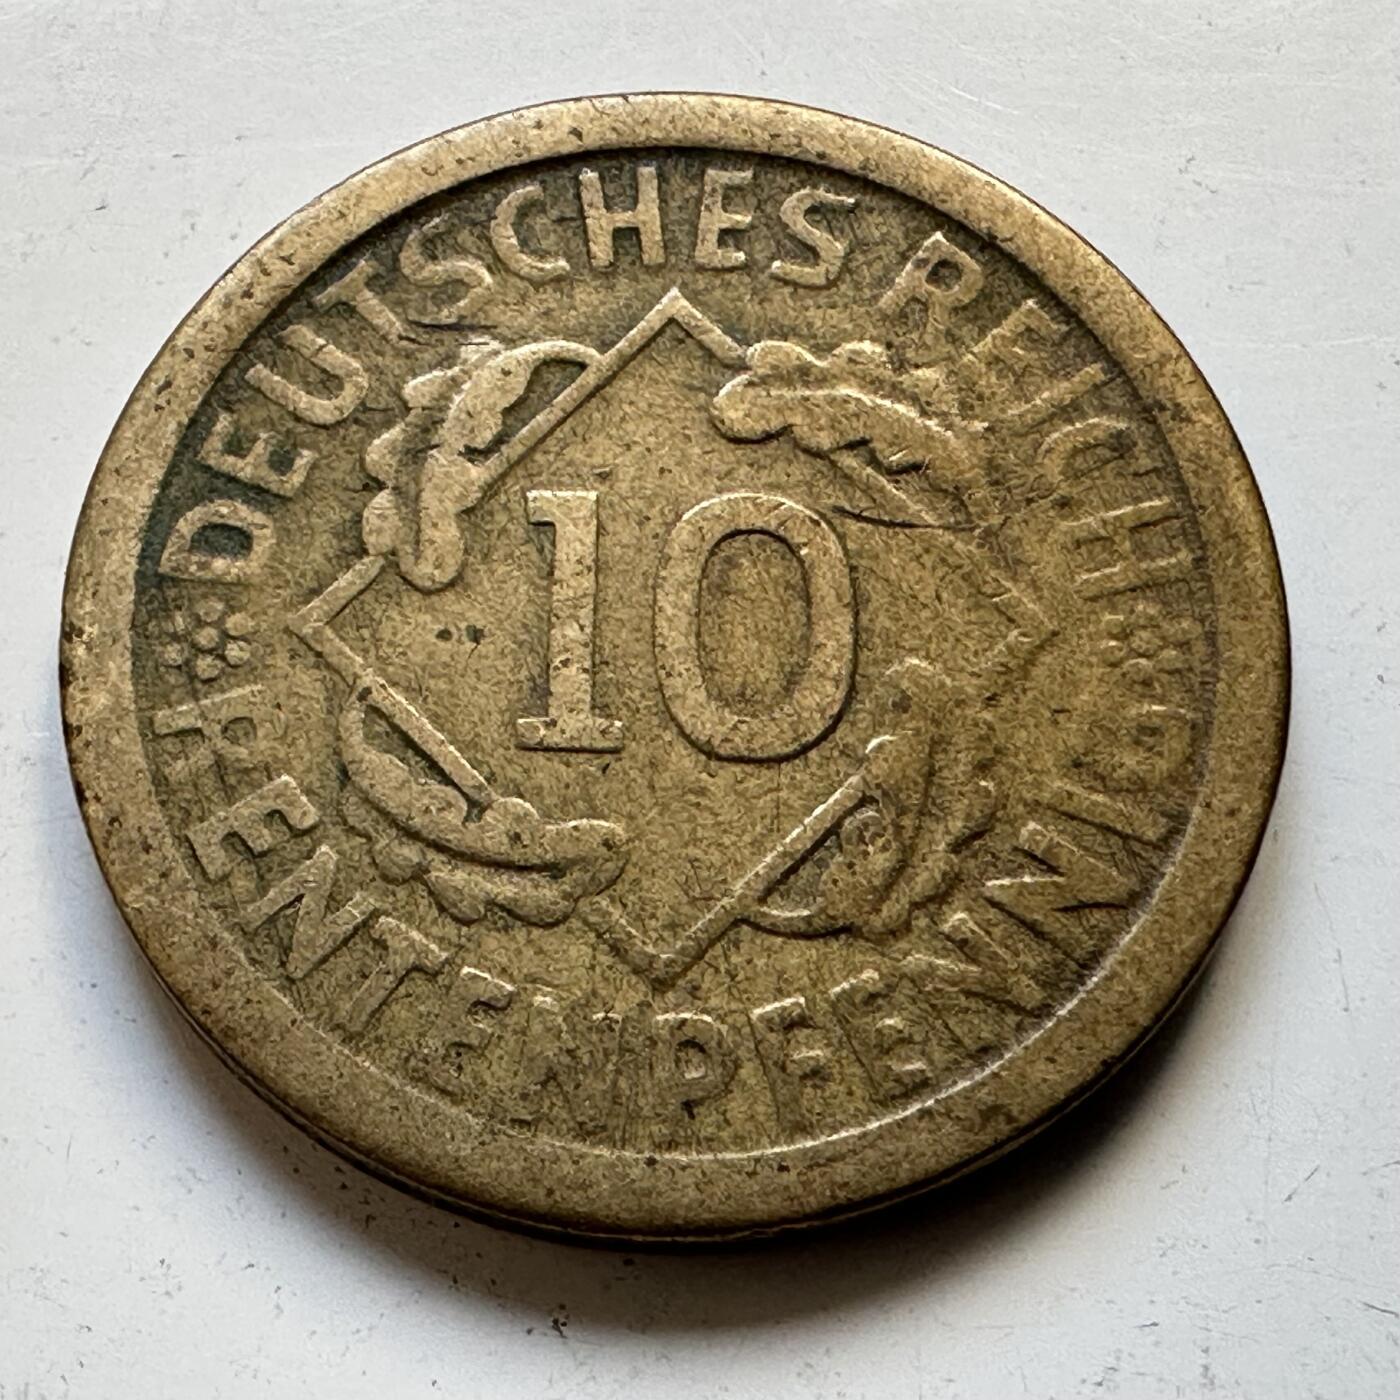 DEUTSCHES REICH
10
RENTENPFENNIG